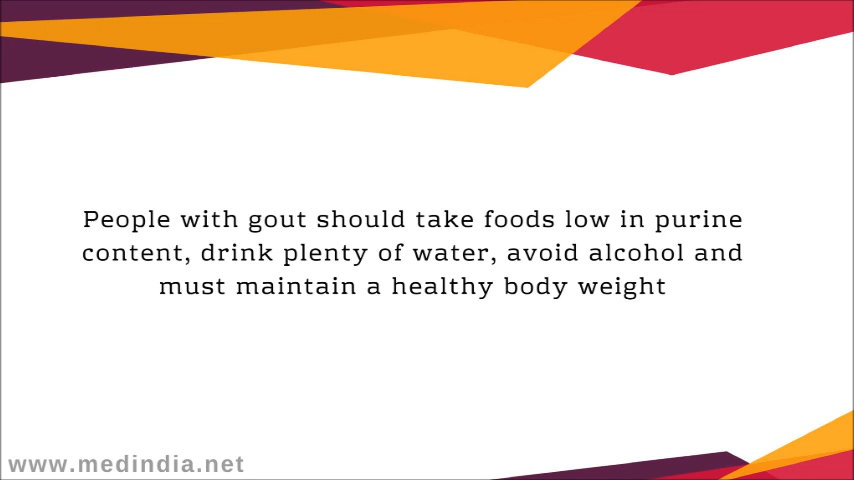 People with gout should take foods low in purine
content, drink plenty of water, avoid alcohol and
must maintain a healthy body weight
www.medindia.net